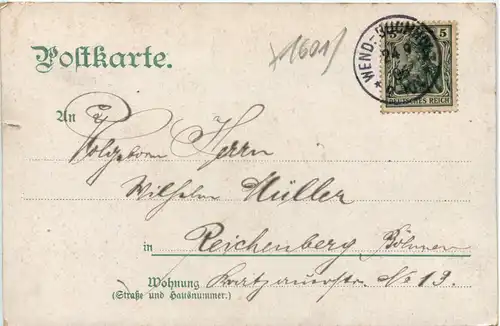 Postkarte.
*1601)
WEND.-BUCHHOLZ
5
DEUTSCHES REICH
An
Herrn
Wilhelm Müller
in Reichenberg Böhmen
Wohnung No 13.
(Straße und Hausnummer.)